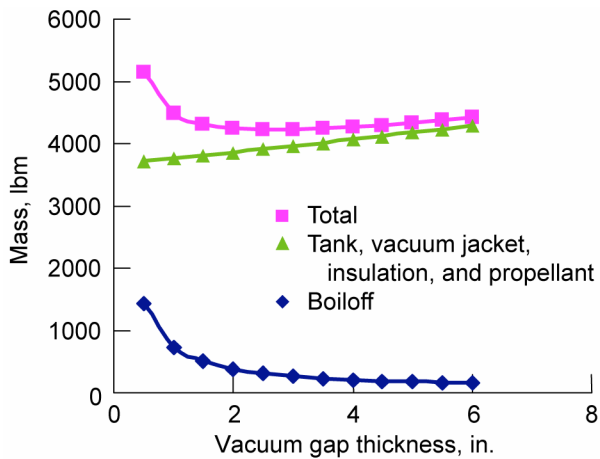 6000
5000
4000
3000
2000
1000
0
Mass, lbm
Total
Tank, vacuum jacket,
insulation, and propellant
Boiloff
0 2 4 6 8
Vacuum gap thickness, in.